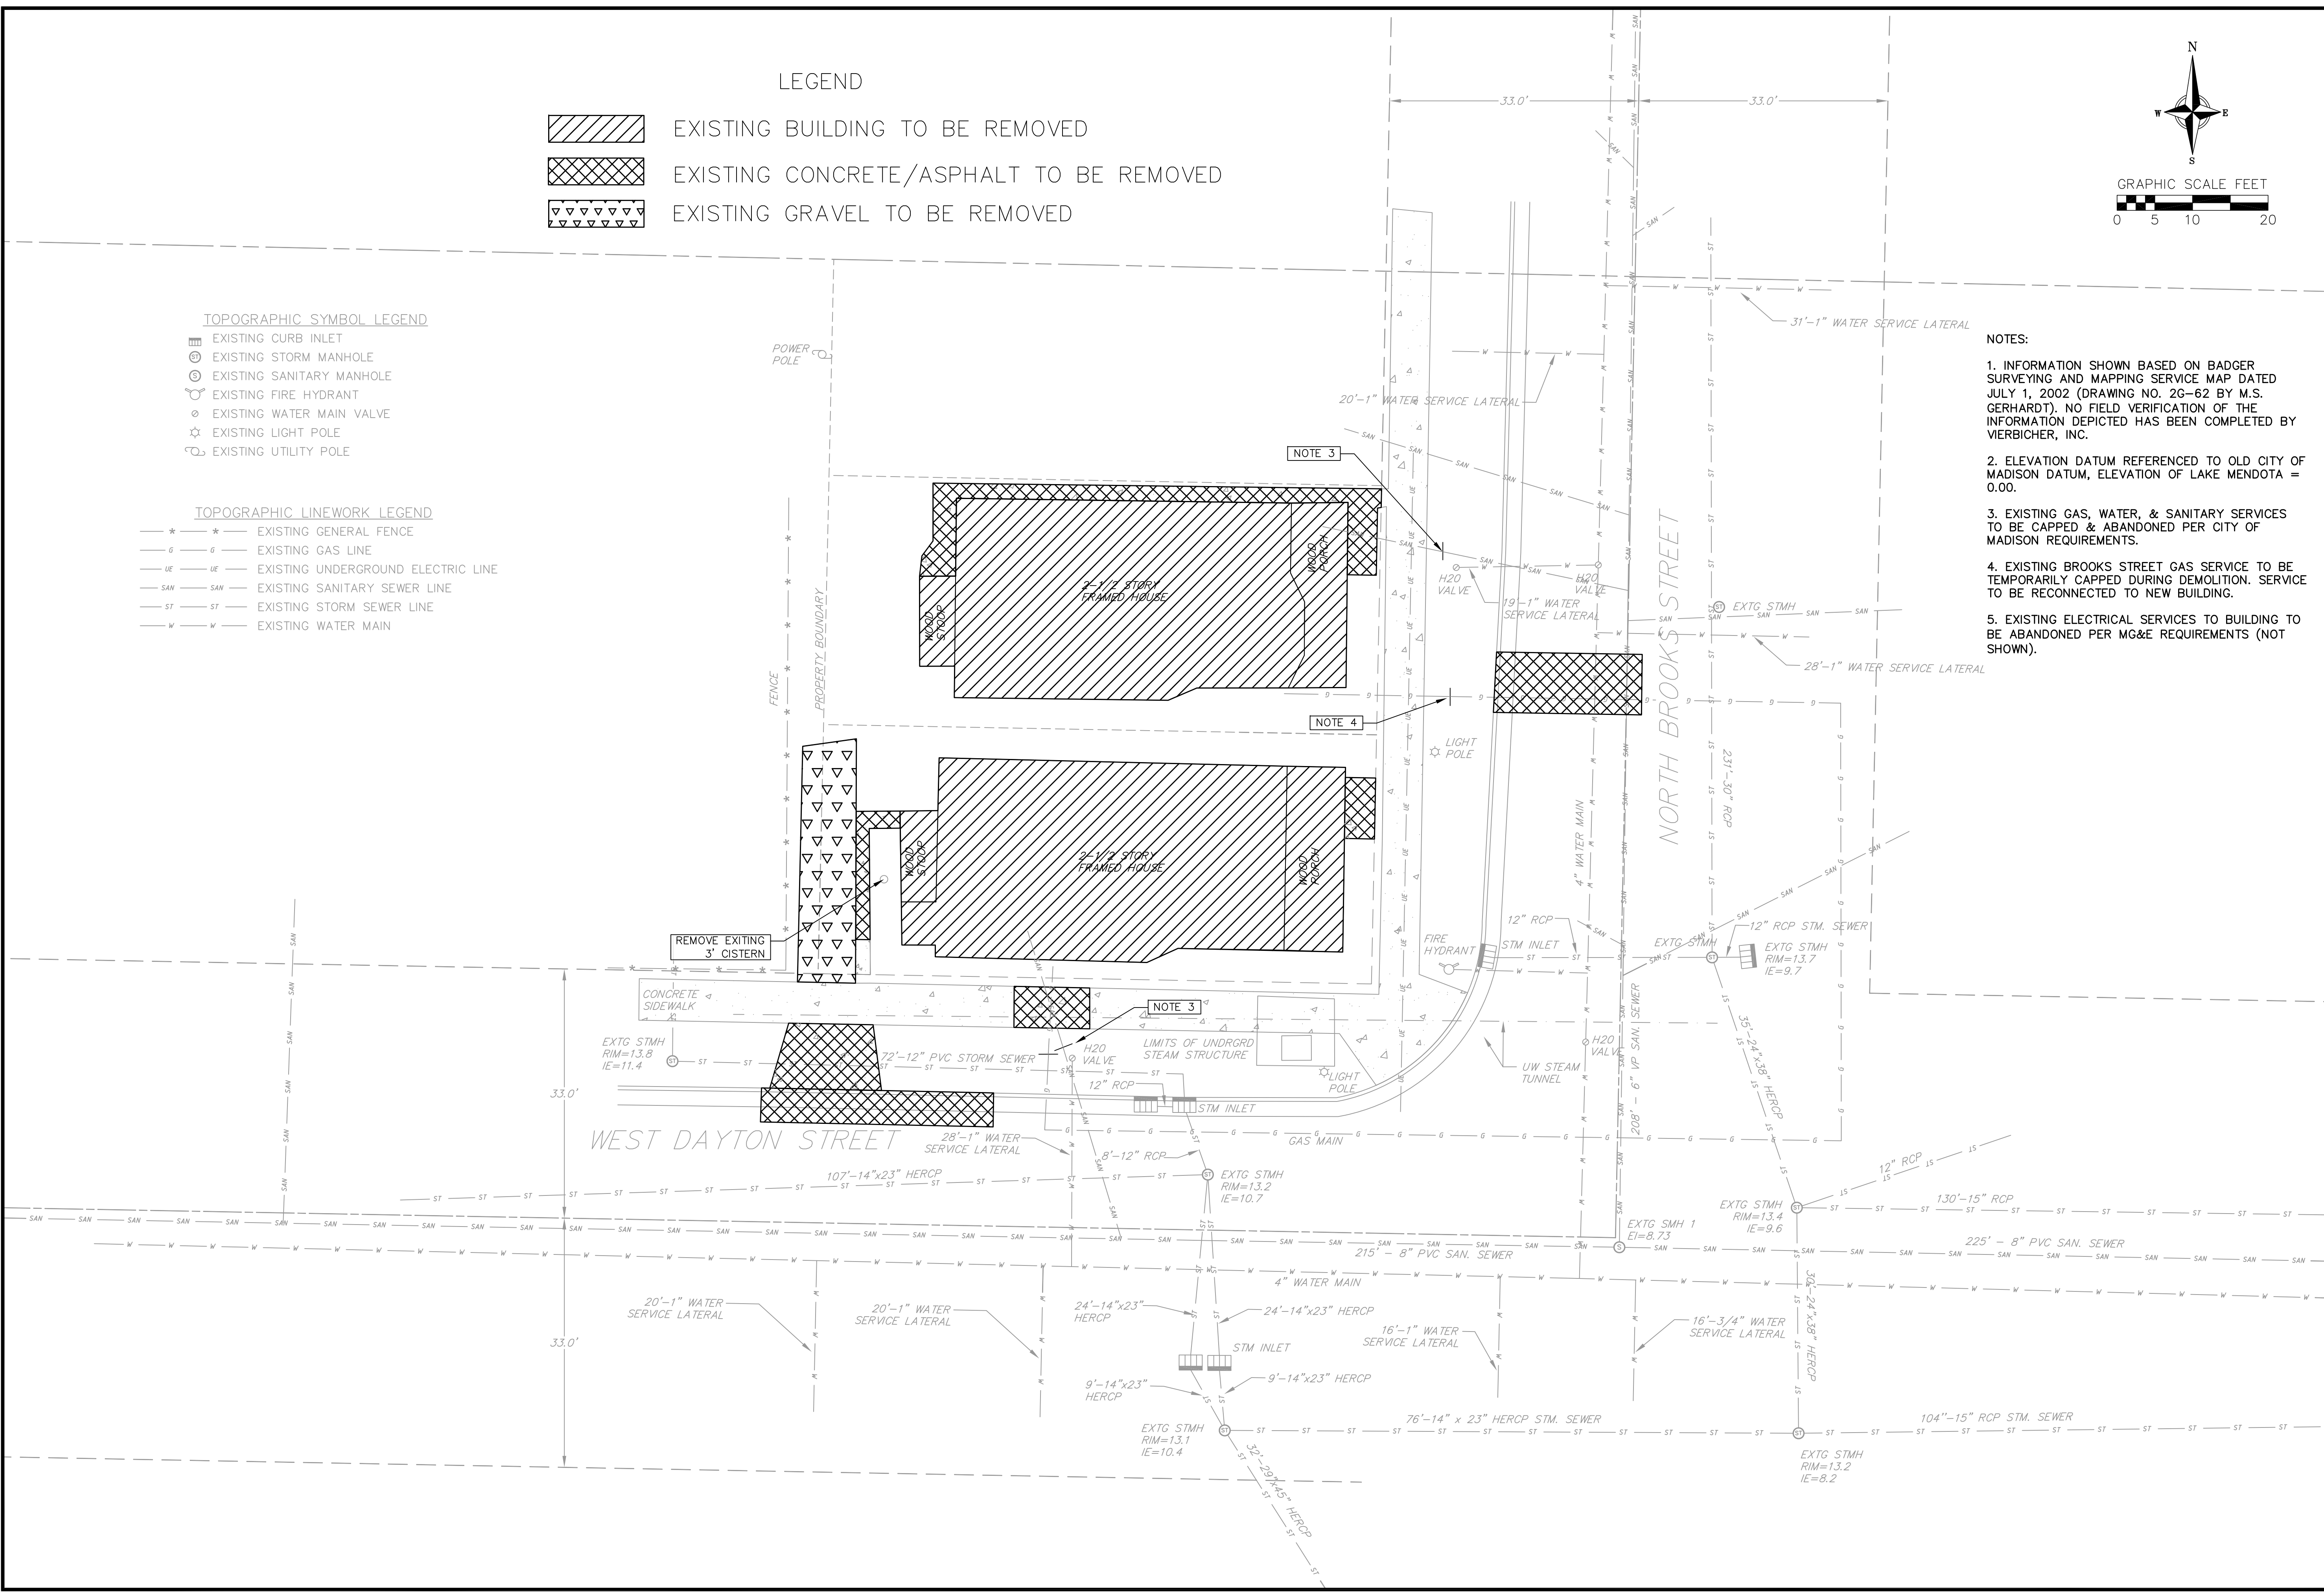 LEGEND
EXISTING BUILDING TO BE REMOVED
EXISTING CONCRETE/ASPHALT TO BE REMOVED
EXISTING GRAVEL TO BE REMOVED
33.0'
33.0'
N
W
E
S
GRAPHIC SCALE FEET
0 5 10 20
TOPOGRAPHIC SYMBOL LEGEND
EXISTING CURB INLET
ST EXISTING STORM MANHOLE
S EXISTING SANITARY MANHOLE
EXISTING FIRE HYDRANT
EXISTING WATER MAIN VALVE
EXISTING LIGHT POLE
EXISTING UTILITY POLE
TOPOGRAPHIC LINEWORK LEGEND
EXISTING GENERAL FENCE
G G EXISTING GAS LINE
UE UE EXISTING UNDERGROUND ELECTRIC LINE
SAN SAN EXISTING SANITARY SEWER LINE
ST ST EXISTING STORM SEWER LINE
W W EXISTING WATER MAIN
NOTES:
1. INFORMATION SHOWN BASED ON BADGER
SURVEYING AND MAPPING SERVICE MAP DATED
JULY 1, 2002 (DRAWING NO. 2G-62 BY M.S.
GERHARDT). NO FIELD VERIFICATION OF THE
INFORMATION DEPICTED HAS BEEN COMPLETED BY
VIERBICHER, INC.
2. ELEVATION DATUM REFERENCED TO OLD CITY OF
MADISON DATUM, ELEVATION OF LAKE MENDOTA =
0.00.
3. EXISTING GAS, WATER, & SANITARY SERVICES
TO BE CAPPED & ABANDONED PER CITY OF
MADISON REQUIREMENTS.
4. EXISTING BROOKS STREET GAS SERVICE TO BE
TEMPORARILY CAPPED DURING DEMOLITION. SERVICE
TO BE RECONNECTED TO NEW BUILDING.
5. EXISTING ELECTRICAL SERVICES TO BUILDING TO
BE ABANDONED PER MG&E REQUIREMENTS (NOT
SHOWN).
POWER
POLE
31'-1" WATER SERVICE LATERAL
20'-1" WATER SERVICE LATERAL
NOTE 3
H20
VALVE
H20
VALVE
19'-1" WATER
SERVICE LATERAL
EXTG STMH
28'-1" WATER SERVICE LATERAL
NORTH BROOKS STREET
2-1/2 STORY
FRAMED HOUSE
WOOD
PORCH
WOOD
STOOP
FENCE
PROPERTY BOUNDARY
NOTE 4
LIGHT
POLE
231'-30" RCP
4" WATER MAIN
2-1/2 STORY
FRAMED HOUSE
WOOD
STOOP
WOOD
PORCH
REMOVE EXITING
3' CISTERN
12" RCP
FIRE
HYDRANT
STM INLET
EXTG STMH
12" RCP STM. SEWER
EXTG STMH
RIM=13.7
IE=9.7
CONCRETE
SIDEWALK
NOTE 3
208' - 6" VP SAN. SEWER
35'-24"x38" HERCP
EXTG STMH
RIM=13.8
IE=11.4
72'-12" PVC STORM SEWER
H20
VALVE
LIMITS OF UNDRGRD
STEAM STRUCTURE
H20
VALVE
UW STEAM
TUNNEL
LIGHT
POLE
12" RCP
STM INLET
33.0'
WEST DAYTON STREET
28'-1" WATER
SERVICE LATERAL
GAS MAIN
8'-12" RCP
107'-14"x23" HERCP
EXTG STMH
RIM=13.2
IE=10.7
12" RCP
EXTG STMH
RIM=13.4
IE=9.6
130'-15" RCP
EXTG SMH 1
EI=8.73
215' - 8" PVC SAN. SEWER
225' - 8" PVC SAN. SEWER
4" WATER MAIN
20'-1" WATER
SERVICE LATERAL
20'-1" WATER
SERVICE LATERAL
24'-14"x23"
HERCP
24'-14"x23" HERCP
16'-1" WATER
SERVICE LATERAL
16'-3/4" WATER
SERVICE LATERAL
30'-24"x38" HERCP
33.0'
STM INLET
9'-14"x23"
HERCP
9'-14"x23" HERCP
EXTG STMH
RIM=13.1
IE=10.4
76'-14" x 23" HERCP STM. SEWER
104''-15" RCP STM. SEWER
EXTG STMH
RIM=13.2
IE=8.2
32'-29"x45" HERCP